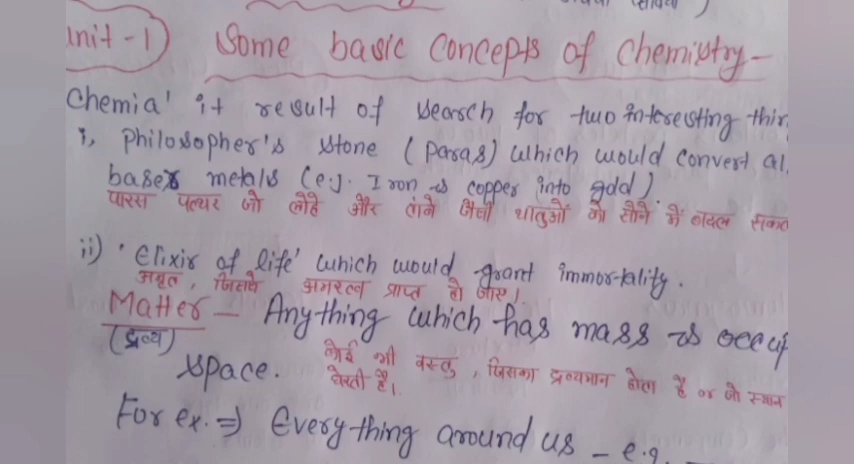 unit-1) Some basic Concepts of Chemistry-
Chemia' it result of search for two interesting thin
i, Philosopher's stone (Paras) which would convert al
base metals (e.g. Iron & copper into gold).
पारस पत्थर जो लोहे और तांबे जैसी धातुओं को सोने में बदल सकत
ii) 'Elixir of life' which would grant immortality.
अमृत, जिससे अमरत्व प्राप्त हो जाए।
Matter - Anything which has mass & occup
(द्रव्य) space. कोई भी वस्तु, जिसका द्रव्यमान होता है or जो स्थान
घेरती है।
For ex. ⇒ Everything around us - e.g.